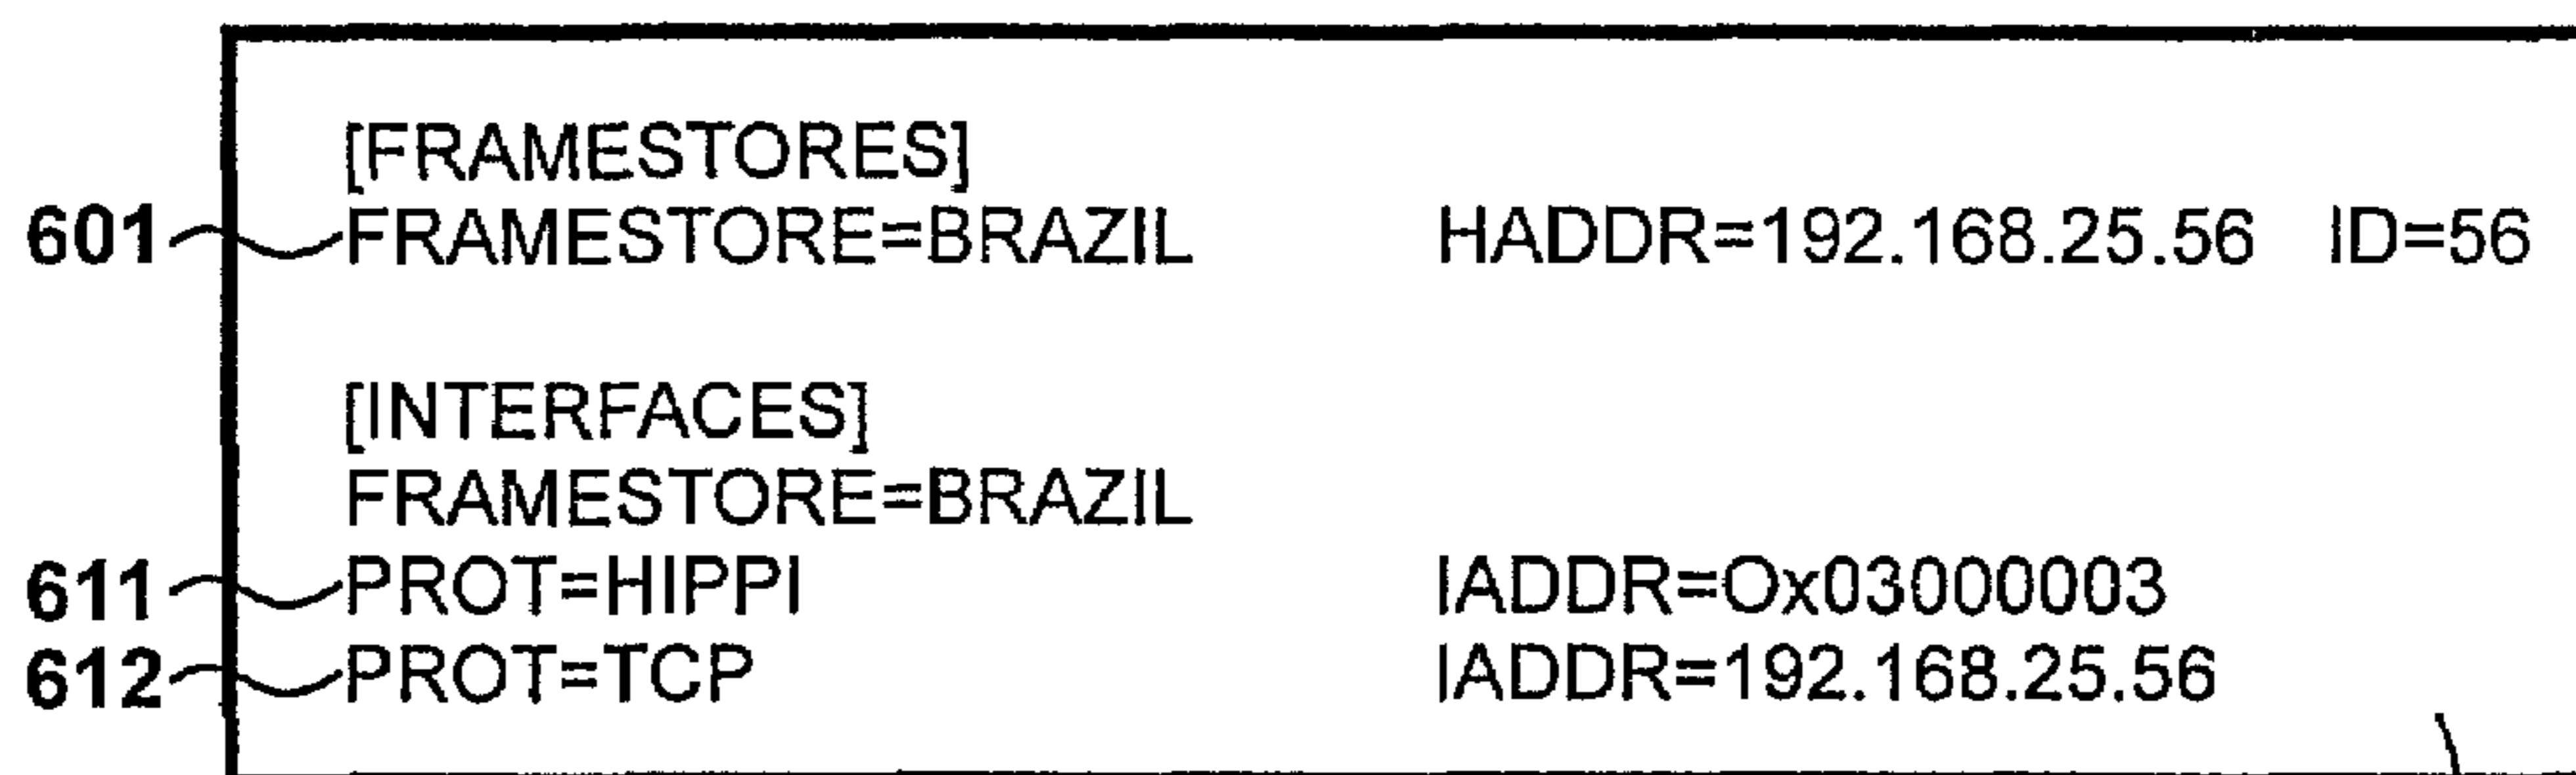 [FRAMESTORES]
601 FRAMESTORE=BRAZIL HADDR=192.168.25.56 ID=56
[INTERFACES]
FRAMESTORE=BRAZIL
611 PROT=HIPPI IADDR=Ox03000003
612 PROT=TCP IADDR=192.168.25.56